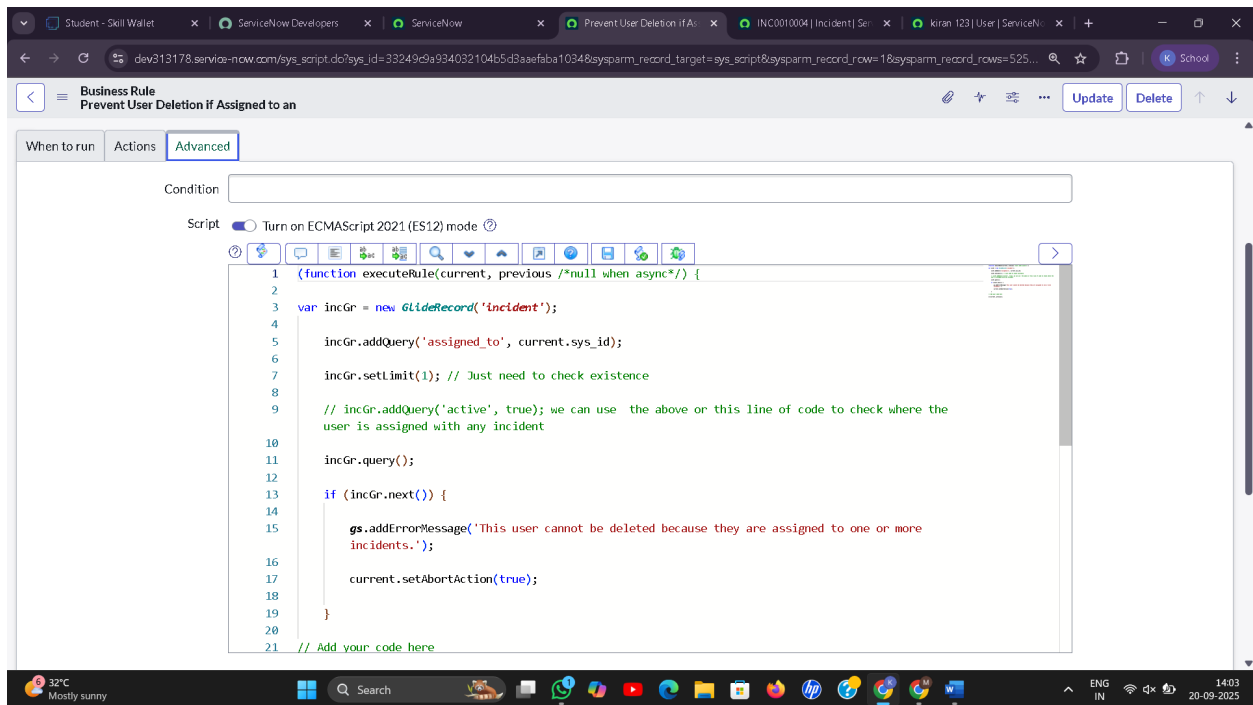 Student - Skill Wallet
ServiceNow Developers
ServiceNow
Prevent User Deletion if As
INC0010004 | Incident | Ser
kiran 123 | User | ServiceNo
dev313178.service-now.com/sys_script.do?sys_id=33249c9a934032104b5d3aaefaba1034&sysparm_record_target=sys_script&sysparm_record_row=1&sysparm_record_rows=525...
K School
Business Rule
Prevent User Deletion if Assigned to an
Update
Delete
When to run
Actions
Advanced
Condition
Script
Turn on ECMAScript 2021 (ES12) mode
1 (function executeRule(current, previous /*null when async*/) {
2
3 var incGr = new GlideRecord('incident');
4
5 incGr.addQuery('assigned_to', current.sys_id);
6
7 incGr.setLimit(1); // Just need to check existence
8
9 // incGr.addQuery('active', true); we can use  the above or this line of code to check where the
user is assigned with any incident
10
11 incGr.query();
12
13 if (incGr.next()) {
14
15 gs.addErrorMessage('This user cannot be deleted because they are assigned to one or more
incidents.');
16
17 current.setAbortAction(true);
18
19 }
20
21 // Add your code here
6
32°C
Mostly sunny
Search
1
ENG
IN
14:03
20-09-2025